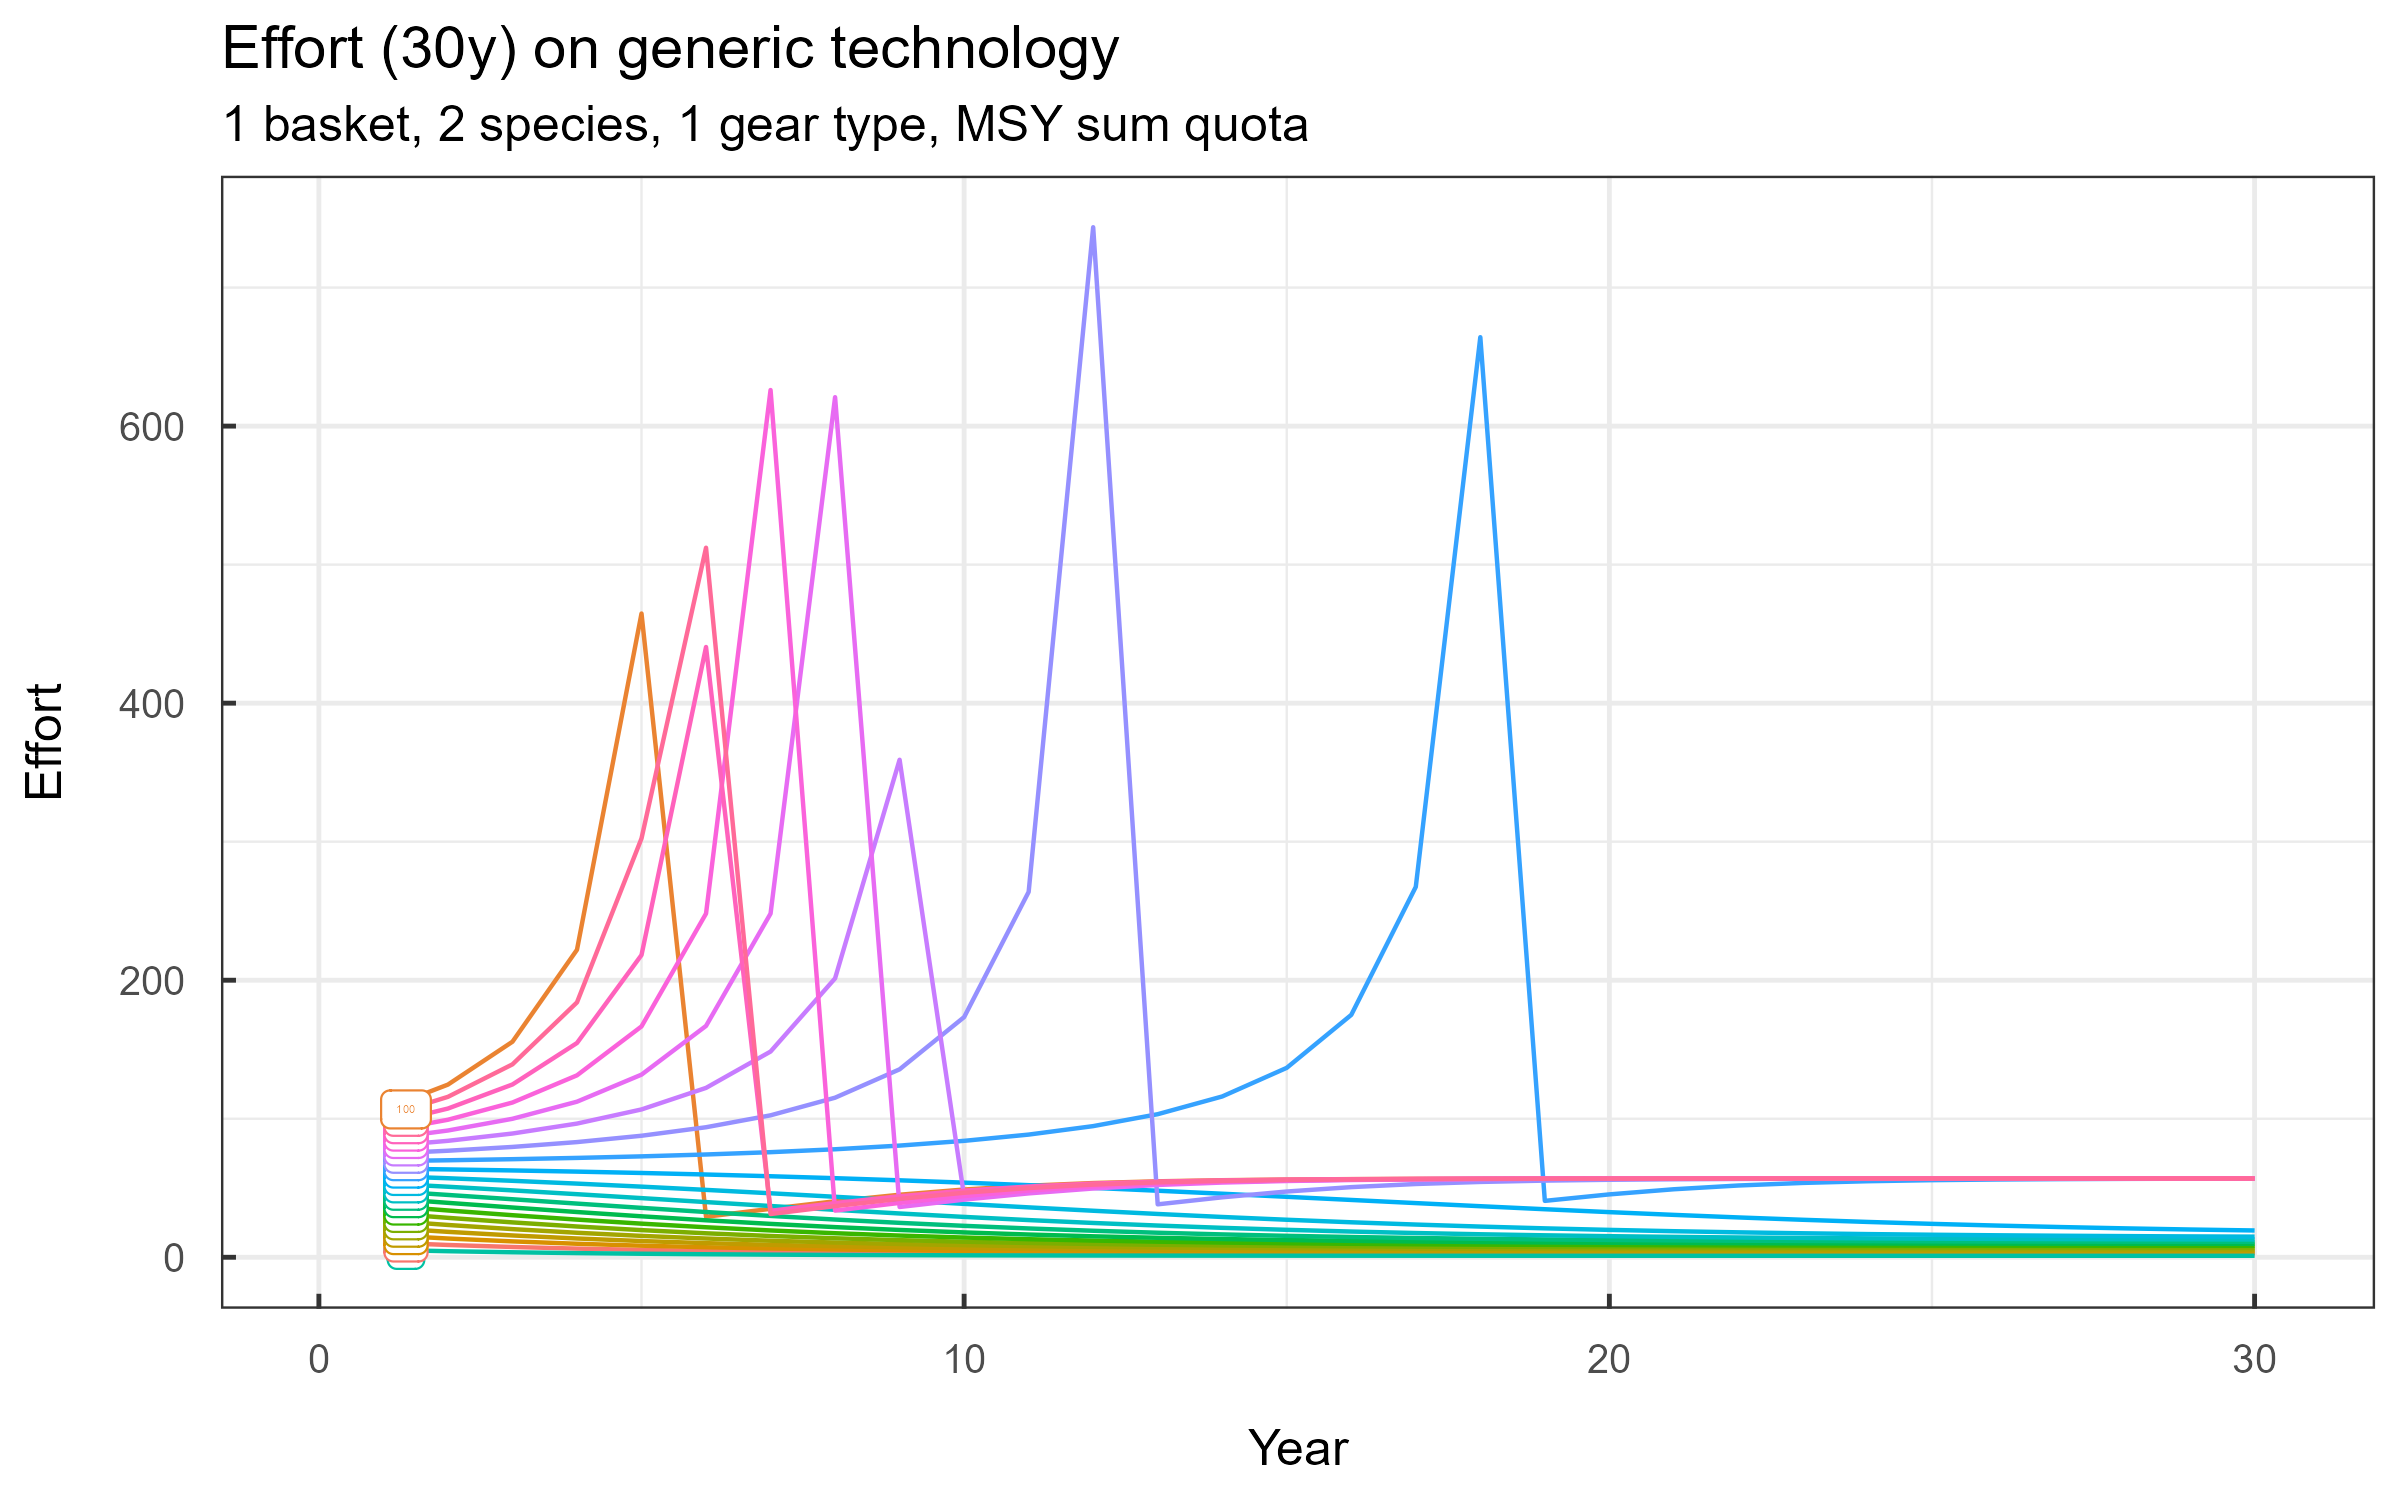 Effort (30y) on generic technology
1 basket, 2 species, 1 gear type, MSY sum quota
Effort
600
400
200
0
100
0 10 20 30
Year